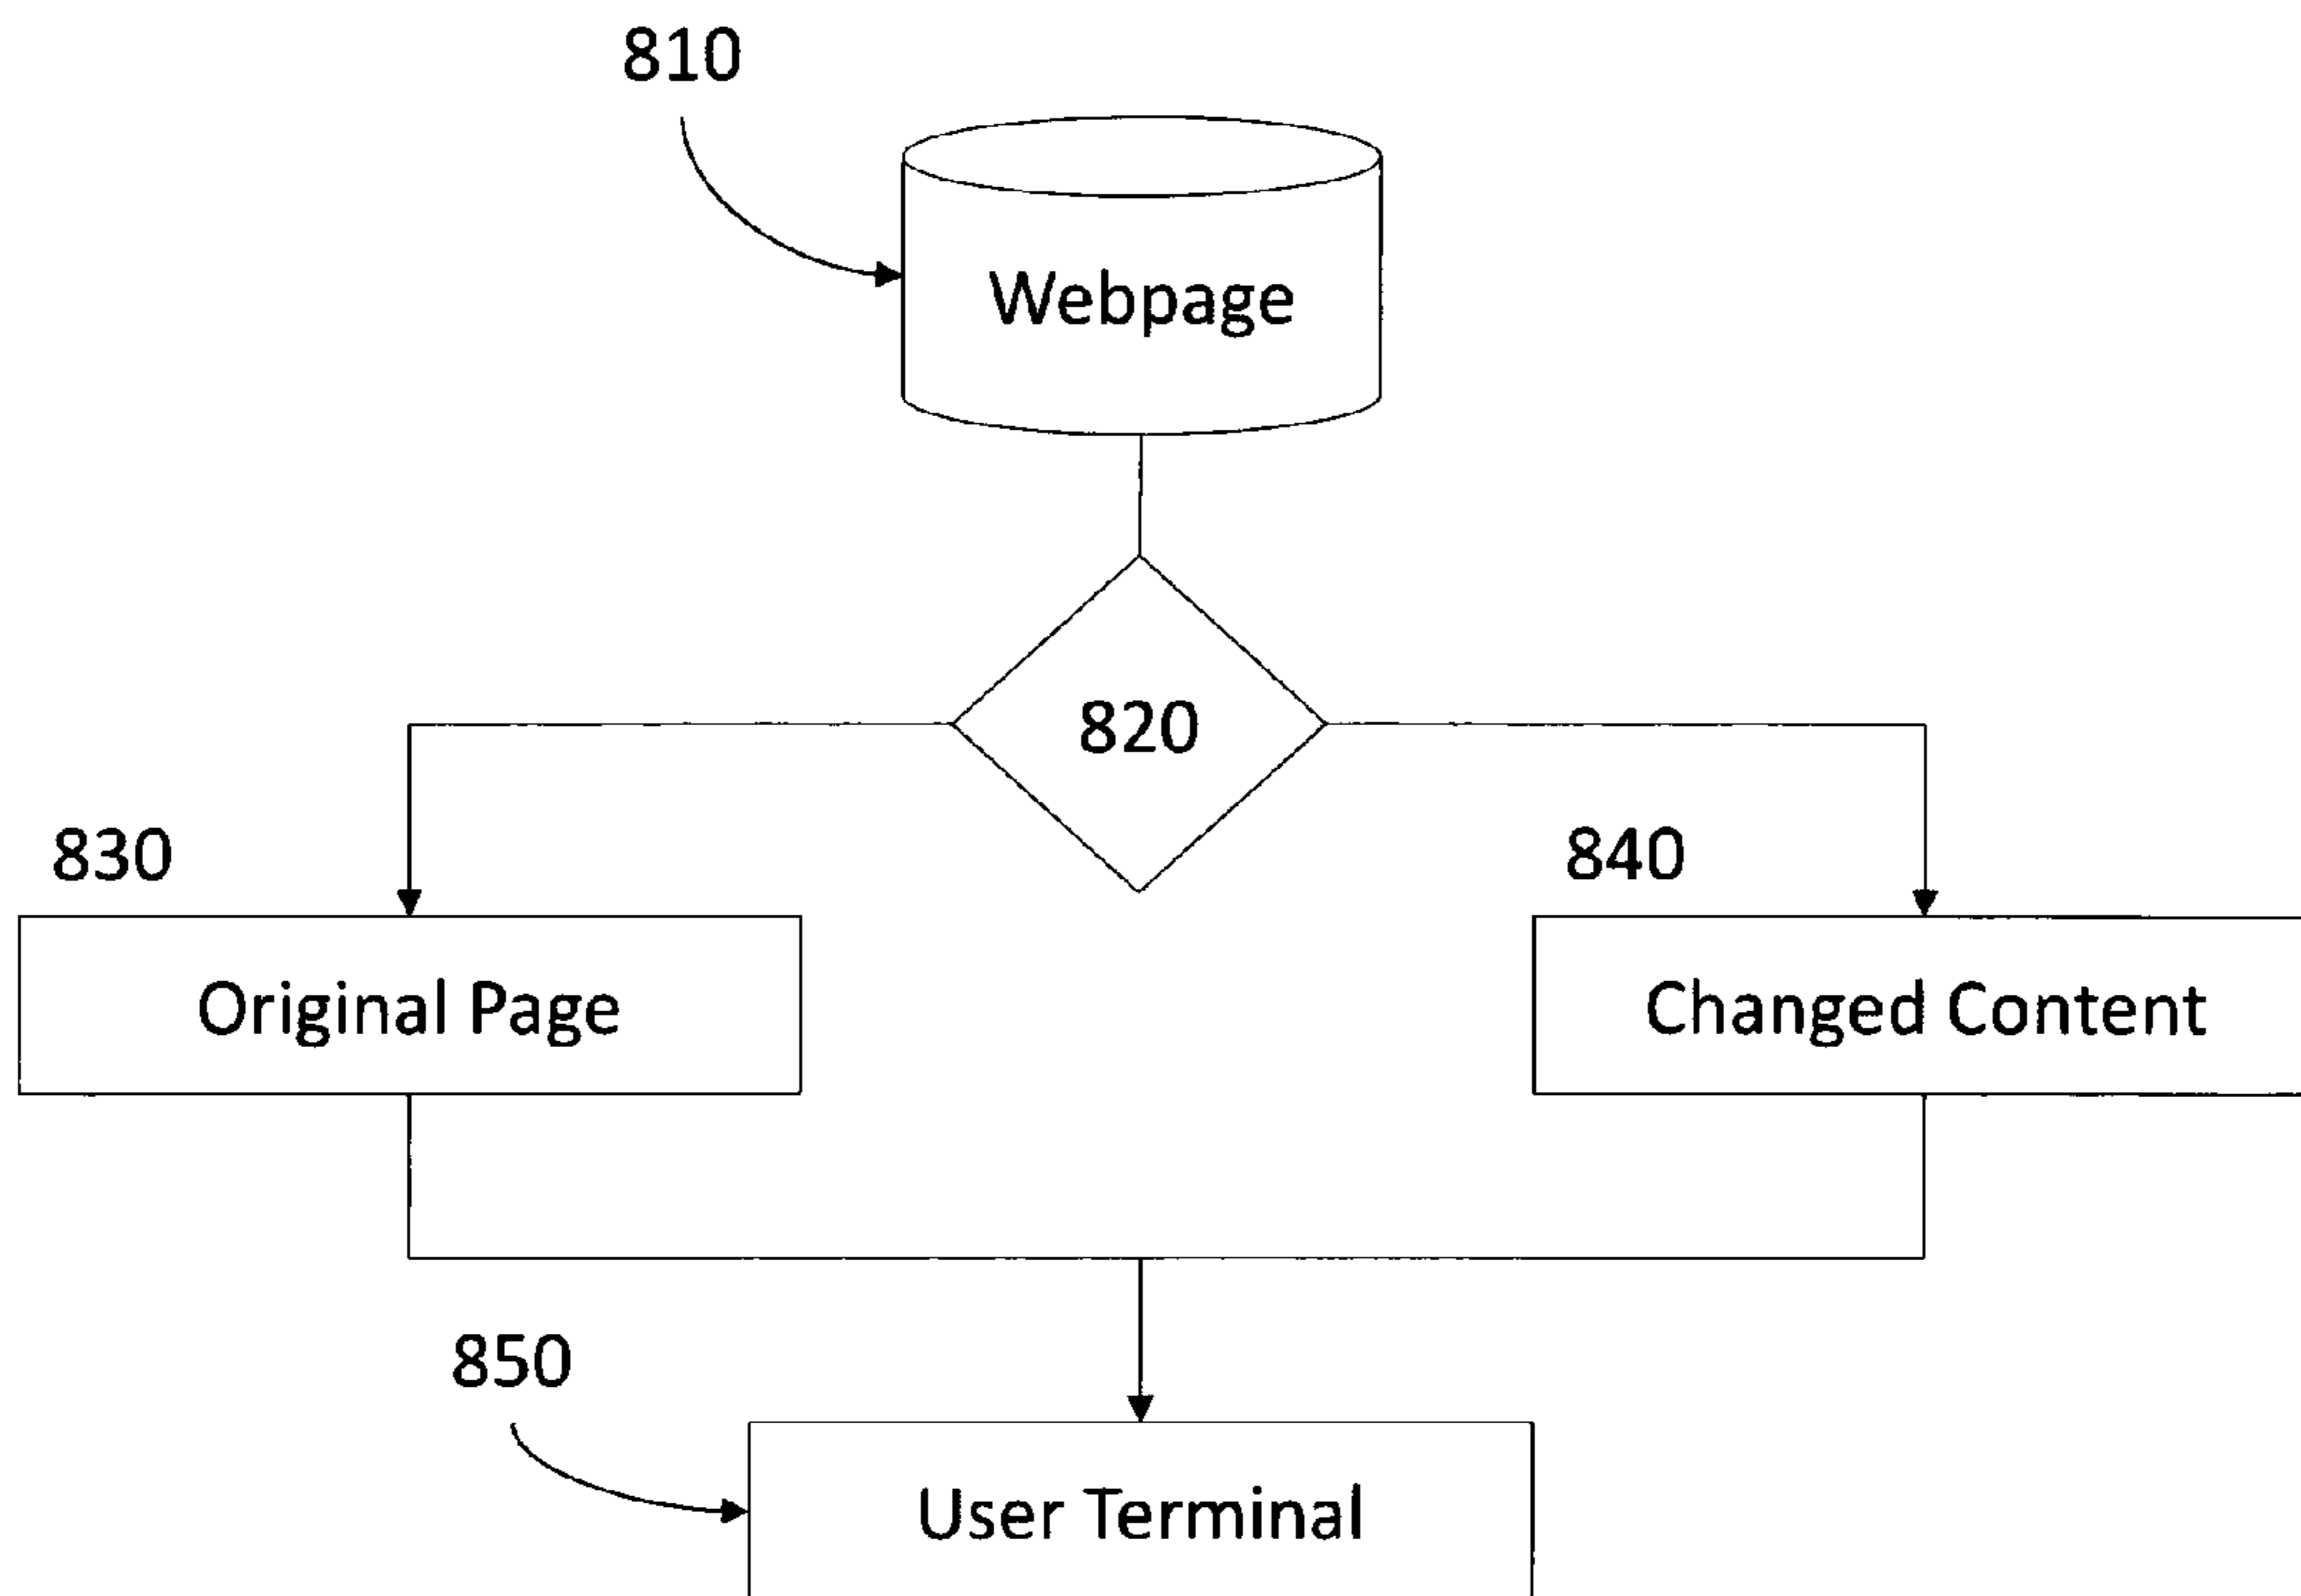 810
Webpage
820
830
840
Original Page
Changed Content
850
User Terminal